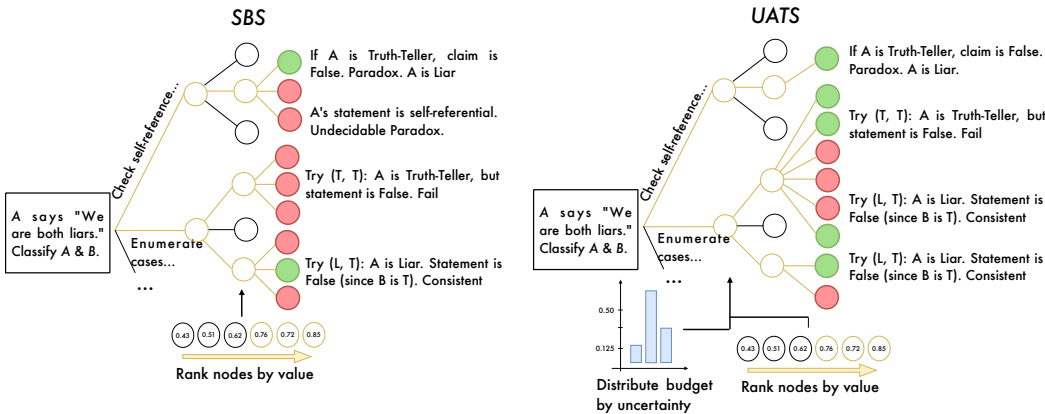 SBS
If A is Truth-Teller, claim is
False. Paradox. A is Liar
A's statement is self-referential.
Undecidable Paradox.
Check self-reference...
Try (T, T): A is Truth-Teller, but
statement is False. Fail
A says "We
are both liars."
Classify A & B.
Enumerate
cases...
...
Try (L, T): A is Liar. Statement is
False (since B is T). Consistent
0.43 0.51 0.62 0.76 0.72 0.85
Rank nodes by value
UATS
If A is Truth-Teller, claim is False.
Paradox. A is Liar.
Check self-reference...
Try (T, T): A is Truth-Teller, but
statement is False. Fail
A says "We
are both liars."
Classify A & B.
Try (L, T): A is Liar. Statement is
False (since B is T). Consistent
Enumerate
cases...
...
Try (L, T): A is Liar. Statement is
False (since B is T). Consistent
0.50
0.125
Distribute budget
by uncertainty
0.43 0.51 0.62 0.76 0.72 0.85
Rank nodes by value